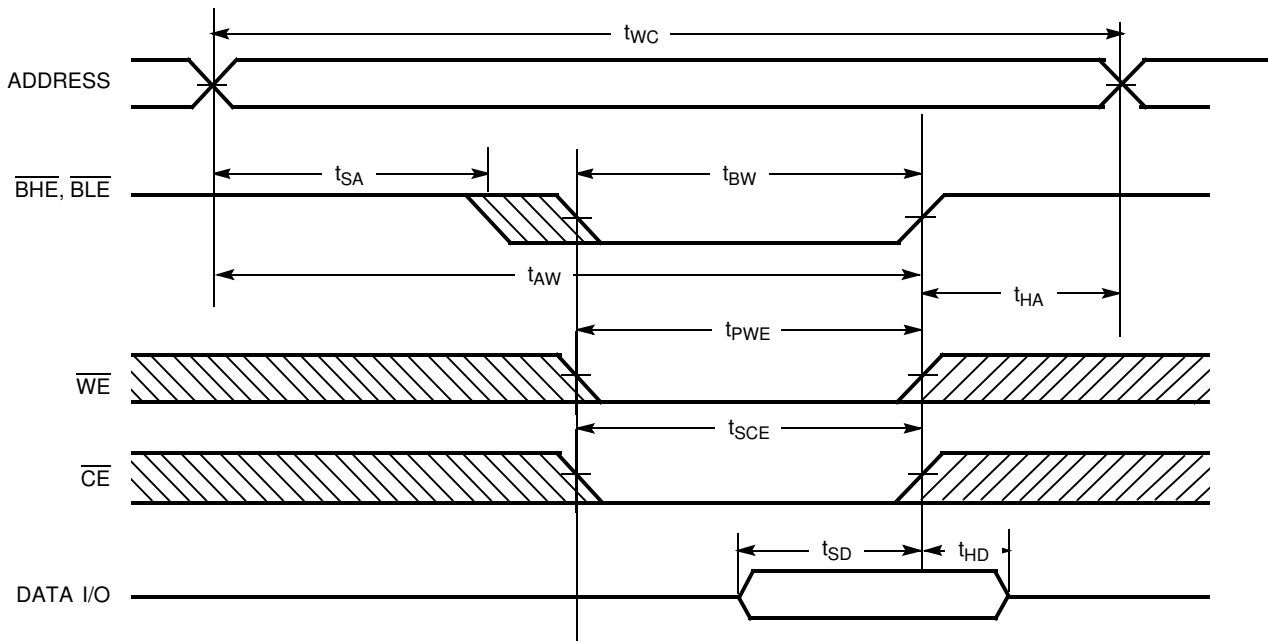 tWC
ADDRESS
tSA
tBW
BHE, BLE
tAW
tHA
tPWE
WE
tSCE
CE
tSD
tHD
DATA I/O